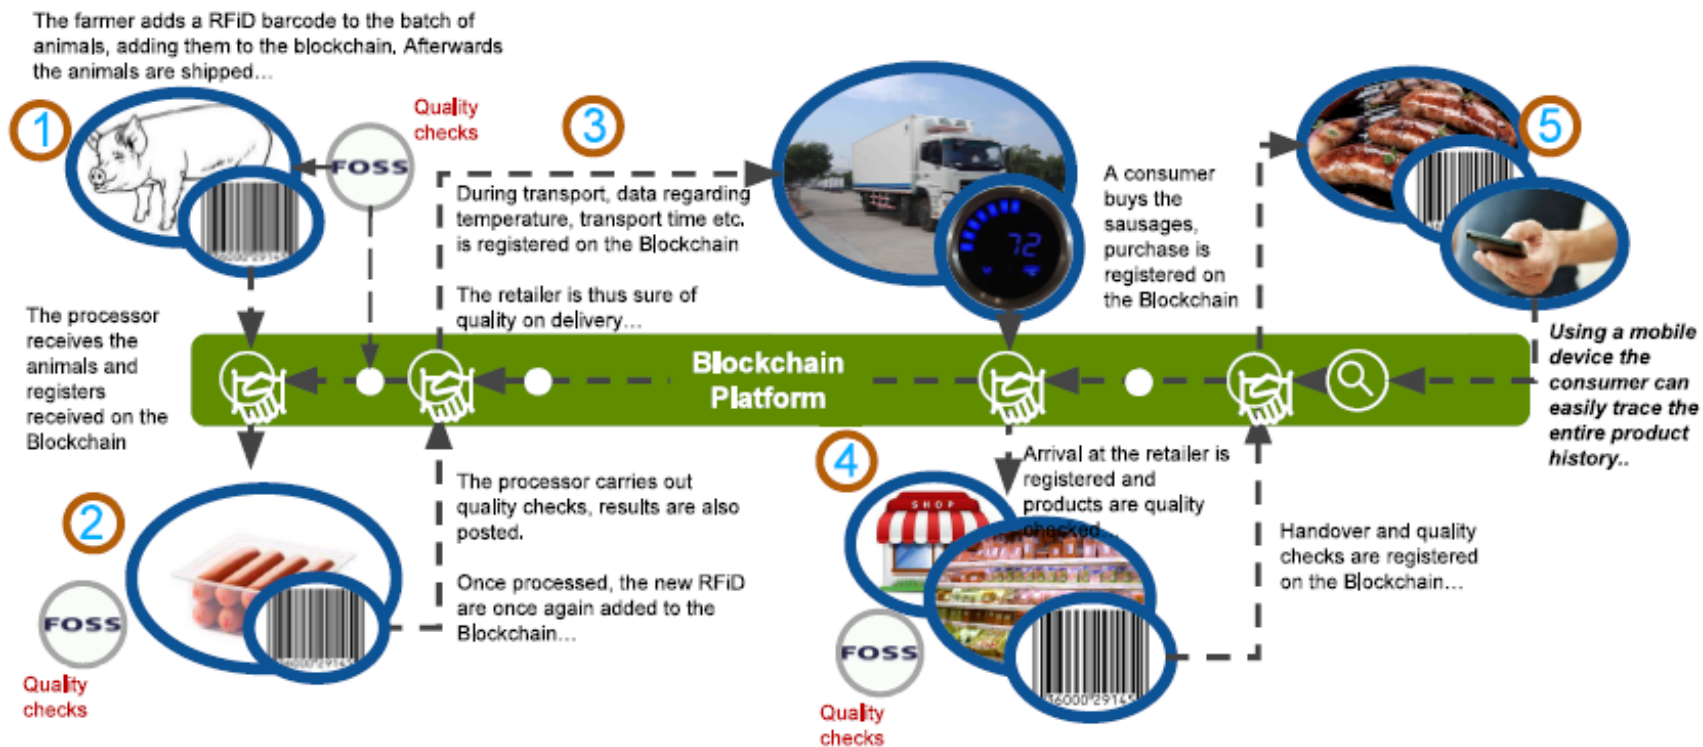 The farmer adds a RFiD barcode to the batch of
animals, adding them to the blockchain. Afterwards
the animals are shipped...
1
Quality
checks
FOSS
3
During transport, data regarding
temperature, transport time etc.
is registered on the Blockchain
The retailer is thus sure of
quality on delivery...
72
A consumer
buys the
sausages,
purchase is
registered on
the Blockchain
5
The processor
receives the
animals and
registers
received on the
Blockchain
Blockchain
Platform
Using a mobile
device the
consumer can
easily trace the
entire product
history..
2
FOSS
Quality
checks
The processor carries out
quality checks, results are also
posted.
Once processed, the new RFiD
are once again added to the
Blockchain...
4
SHOP
Arrival at the retailer is
registered and
products are quality
checked...
FOSS
Quality
checks
36000 29145
Handover and quality
checks are registered
on the Blockchain...